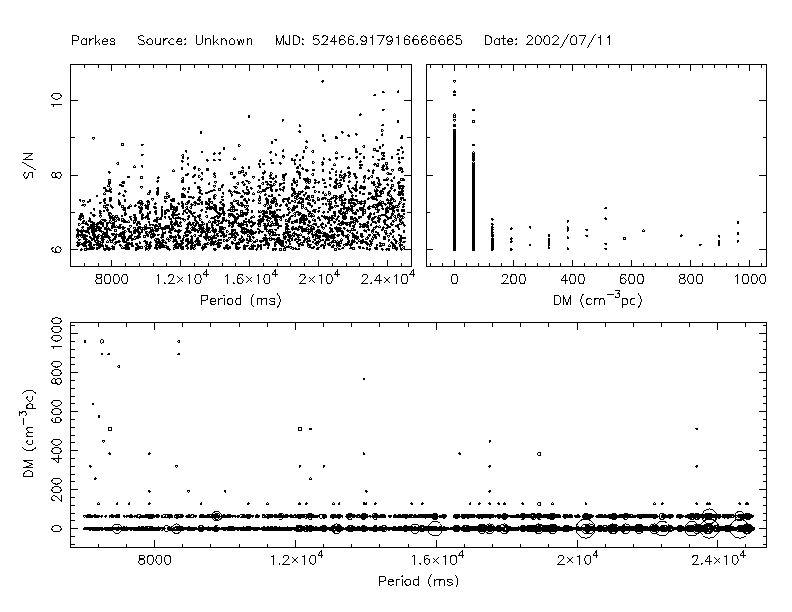 Parkes Source: Unknown MJD: 52466.917916666665 Date: 2002/07/11
S/N
6 8 10
8000 1.2×10⁴ 1.6×10⁴ 2×10⁴ 2.4×10⁴
Period (ms)
0 200 400 600 800 1000
DM (cm⁻³pc)
DM (cm⁻³pc)
0 200 400 600 800 1000
8000 1.2×10⁴ 1.6×10⁴ 2×10⁴ 2.4×10⁴
Period (ms)